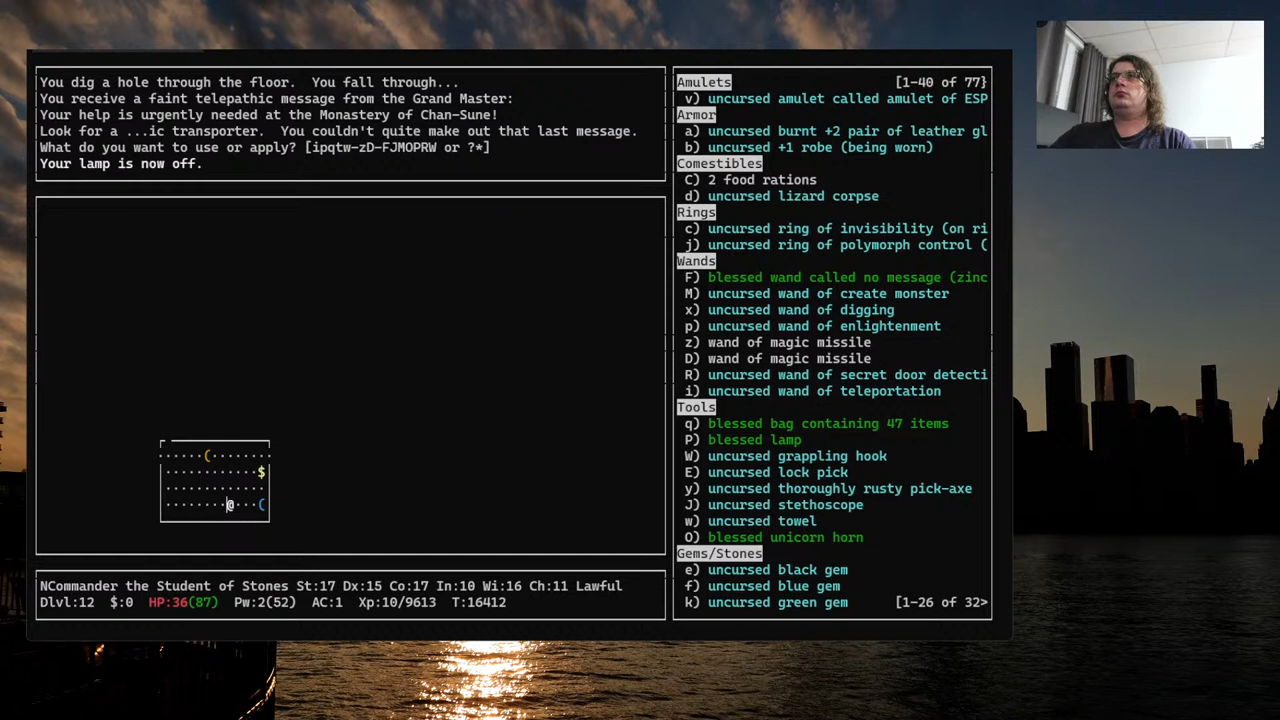 You dig a hole through the floor.  You fall through...
You receive a faint telepathic message from the Grand Master:
Your help is urgently needed at the Monastery of Chan-Sune!
Look for a ...ic transporter.  You couldn't quite make out that last message.
What do you want to use or apply? [ipqtw-zD-FJMOPRW or ?*]
Your lamp is now off.
Amulets [1-40 of 77}
v) uncursed amulet called amulet of ESP
Armor
a) uncursed burnt +2 pair of leather gl
b) uncursed +1 robe (being worn)
Comestibles
C) 2 food rations
d) uncursed lizard corpse
Rings
c) uncursed ring of invisibility (on ri
j) uncursed ring of polymorph control (
Wands
F) blessed wand called no message (zinc
M) uncursed wand of create monster
x) uncursed wand of digging
p) uncursed wand of enlightenment
z) wand of magic missile
D) wand of magic missile
R) uncursed wand of secret door detecti
i) uncursed wand of teleportation
Tools
q) blessed bag containing 47 items
P) blessed lamp
W) uncursed grappling hook
E) uncursed lock pick
y) uncursed thoroughly rusty pick-axe
J) uncursed stethoscope
w) uncursed towel
O) blessed unicorn horn
Gems/Stones
e) uncursed black gem
f) uncursed blue gem
k) uncursed green gem [1-26 of 32>
······(·······
············$
············
········@···(
NCommander the Student of Stones St:17 Dx:15 Co:17 In:10 Wi:16 Ch:11 Lawful
Dlvl:12 $:0 HP:36(87) Pw:2(52) AC:1 Xp:10/9613 T:16412